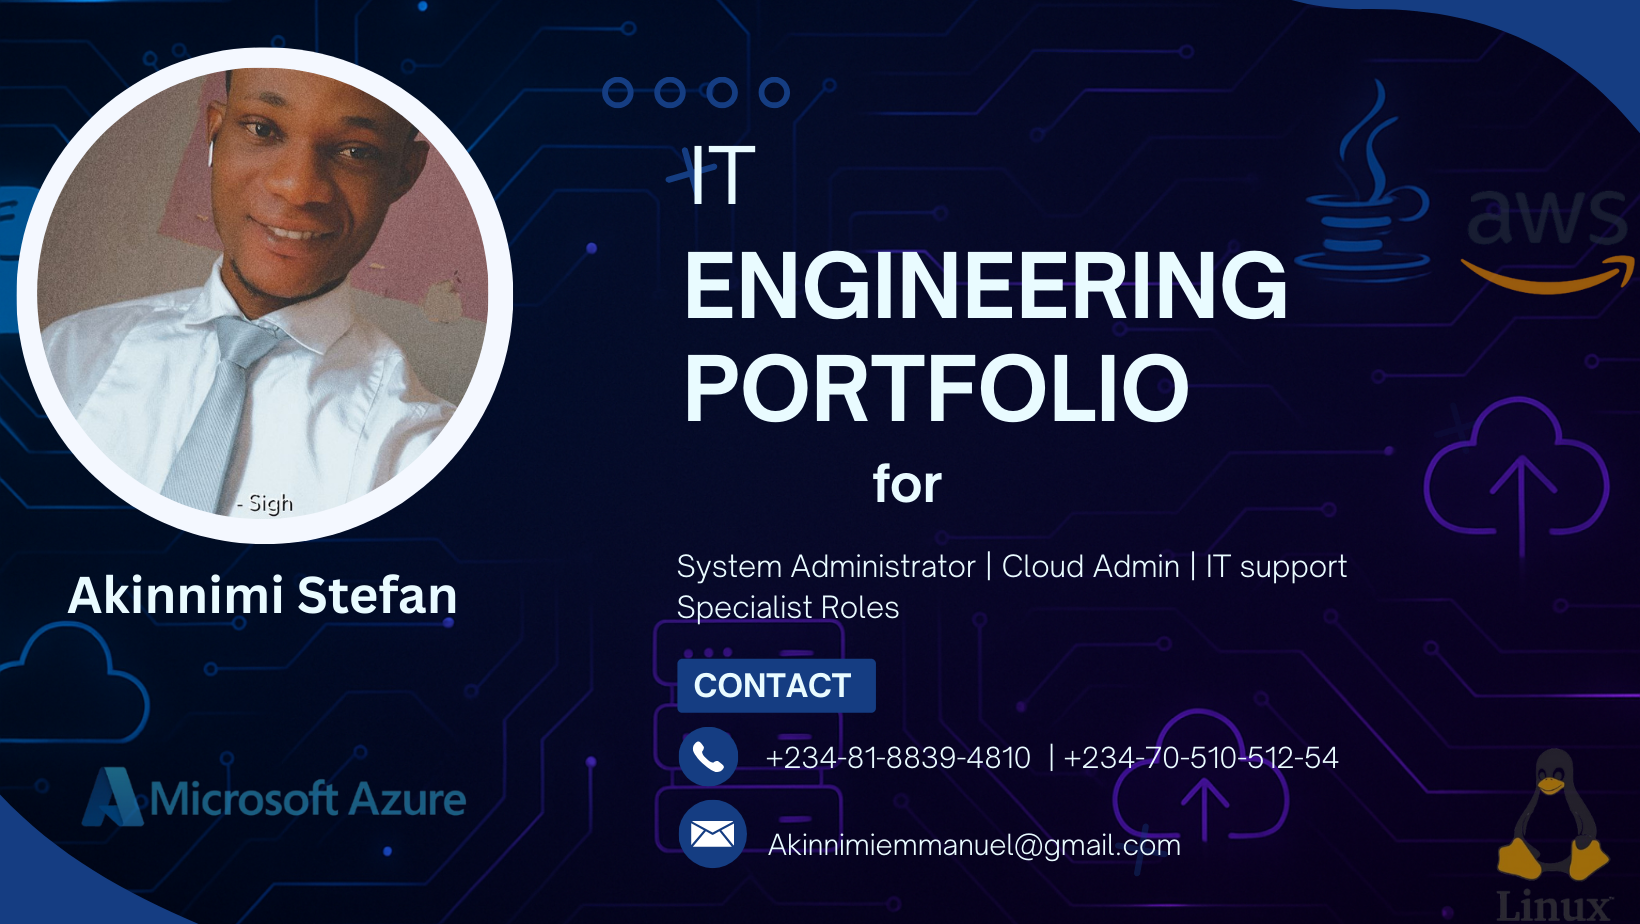 - Sigh
Akinnimi Stefan
Microsoft Azure
IT
ENGINEERING
PORTFOLIO
for
System Administrator | Cloud Admin | IT support
Specialist Roles
CONTACT
+234-81-8839-4810 | +234-70-510-512-54
Akinnimiemmanuel@gmail.com
aws
Linux